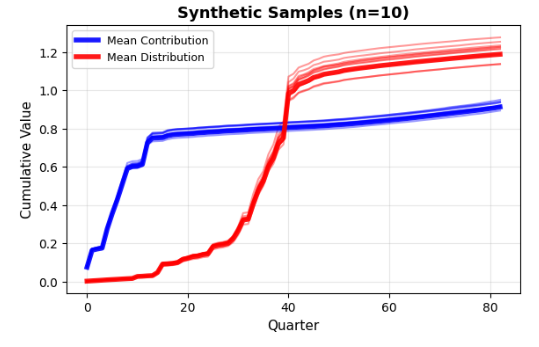 Synthetic Samples (n=10)
Mean Contribution
Mean Distribution
Cumulative Value
1.2
1.0
0.8
0.6
0.4
0.2
0.0
0 20 40 60 80
Quarter